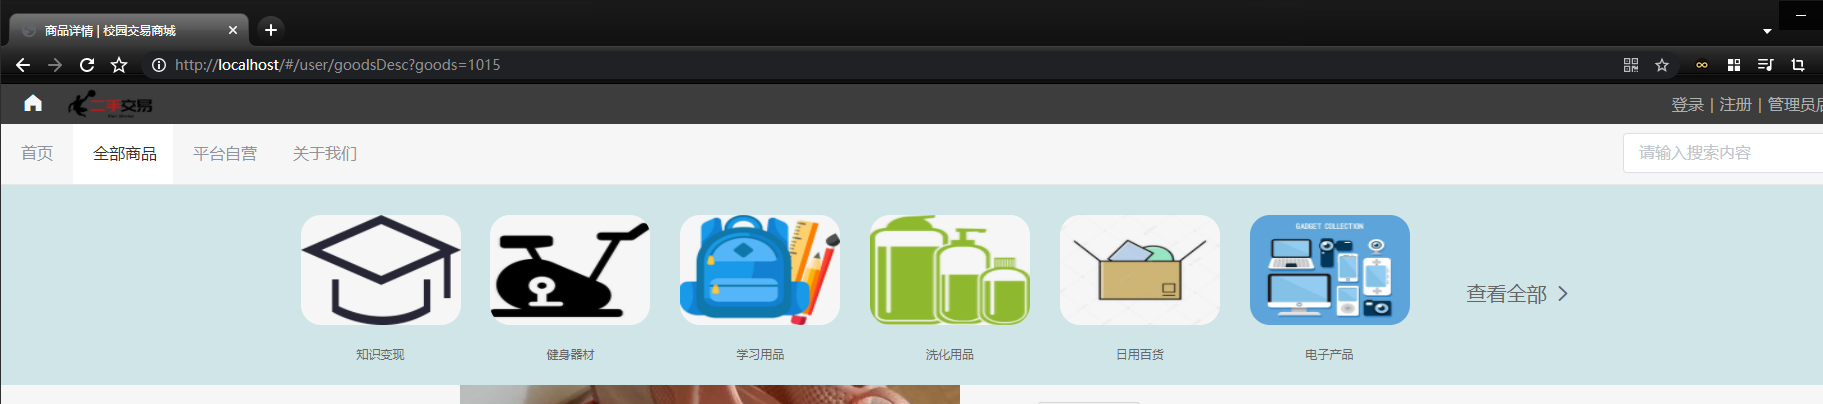 商品详情 | 校园交易商城
http://localhost/#/user/goodsDesc?goods=1015
二手交易
登录 | 注册 | 管理员后
首页 全部商品 平台自营 关于我们 请输入搜索内容
GADGET COLLECTION
查看全部
知识变现 健身器材 学习用品 洗化用品 日用百货 电子产品